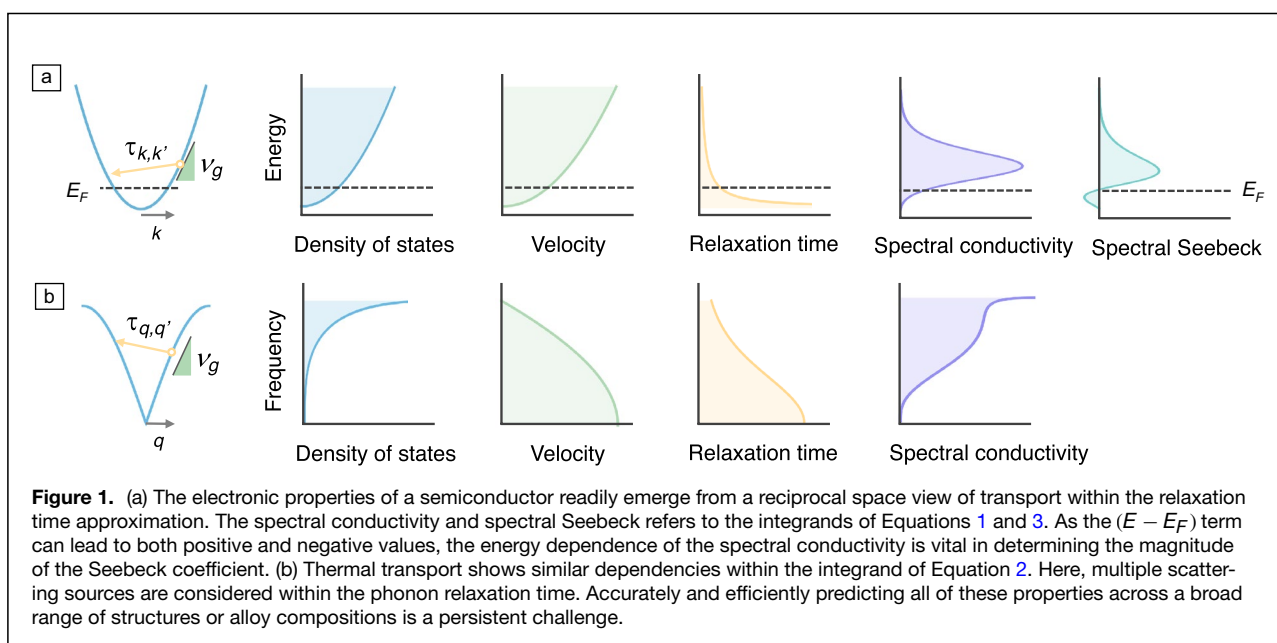 a
τk,k'
νg
EF
k
Energy
Density of states
Velocity
Relaxation time
Spectral conductivity
EF
Spectral Seebeck
b
τq,q'
νg
q
Frequency
Density of states
Velocity
Relaxation time
Spectral conductivity
Figure 1. (a) The electronic properties of a semiconductor readily emerge from a reciprocal space view of transport within the relaxation
time approximation. The spectral conductivity and spectral Seebeck refers to the integrands of Equations 1 and 3. As the (E − EF) term
can lead to both positive and negative values, the energy dependence of the spectral conductivity is vital in determining the magnitude
of the Seebeck coefficient. (b) Thermal transport shows similar dependencies within the integrand of Equation 2. Here, multiple scatter-
ing sources are considered within the phonon relaxation time. Accurately and efficiently predicting all of these properties across a broad
range of structures or alloy compositions is a persistent challenge.